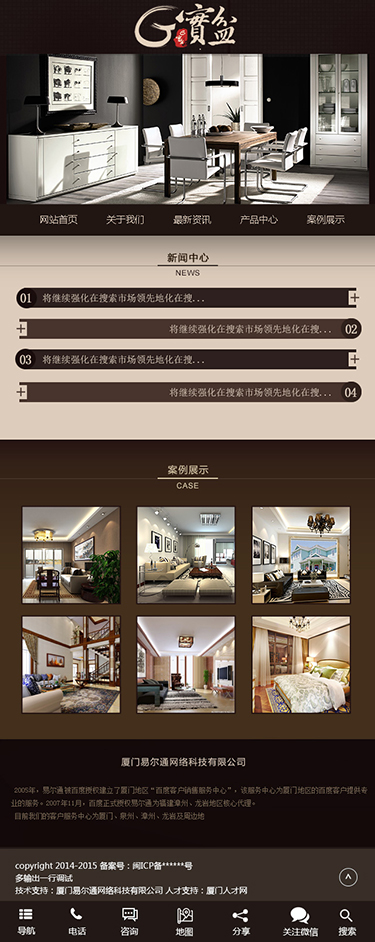 寶盆
网站首页 关于我们 最新资讯 产品中心 案例展示
新闻中心
NEWS
01 将继续强化在搜索市场领先地化在搜... +
+ 将继续强化在搜索市场领先地化在搜... 02
03 将继续强化在搜索市场领先地化在搜... +
+ 将继续强化在搜索市场领先地化在搜... 04
案例展示
CASE
厦门易尔通网络科技有限公司
2005年，易尔通被百度授权建立了厦门地区“百度客户销售服务中心”，该服务中心为厦门地区的百度客户提供专
业的服务。2007年11月，百度正式授权易尔通为福建漳州、龙岩地区核心代理。
目前我们的客户服务中心为厦门、泉州、漳州、龙岩及周边地
copyright 2014-2015 备案号：闽ICP备******号
多输出一行调试
技术支持：厦门易尔通网络科技有限公司 人才支持：厦门人才网
导航 电话 咨询 地图 分享 关注微信 搜索